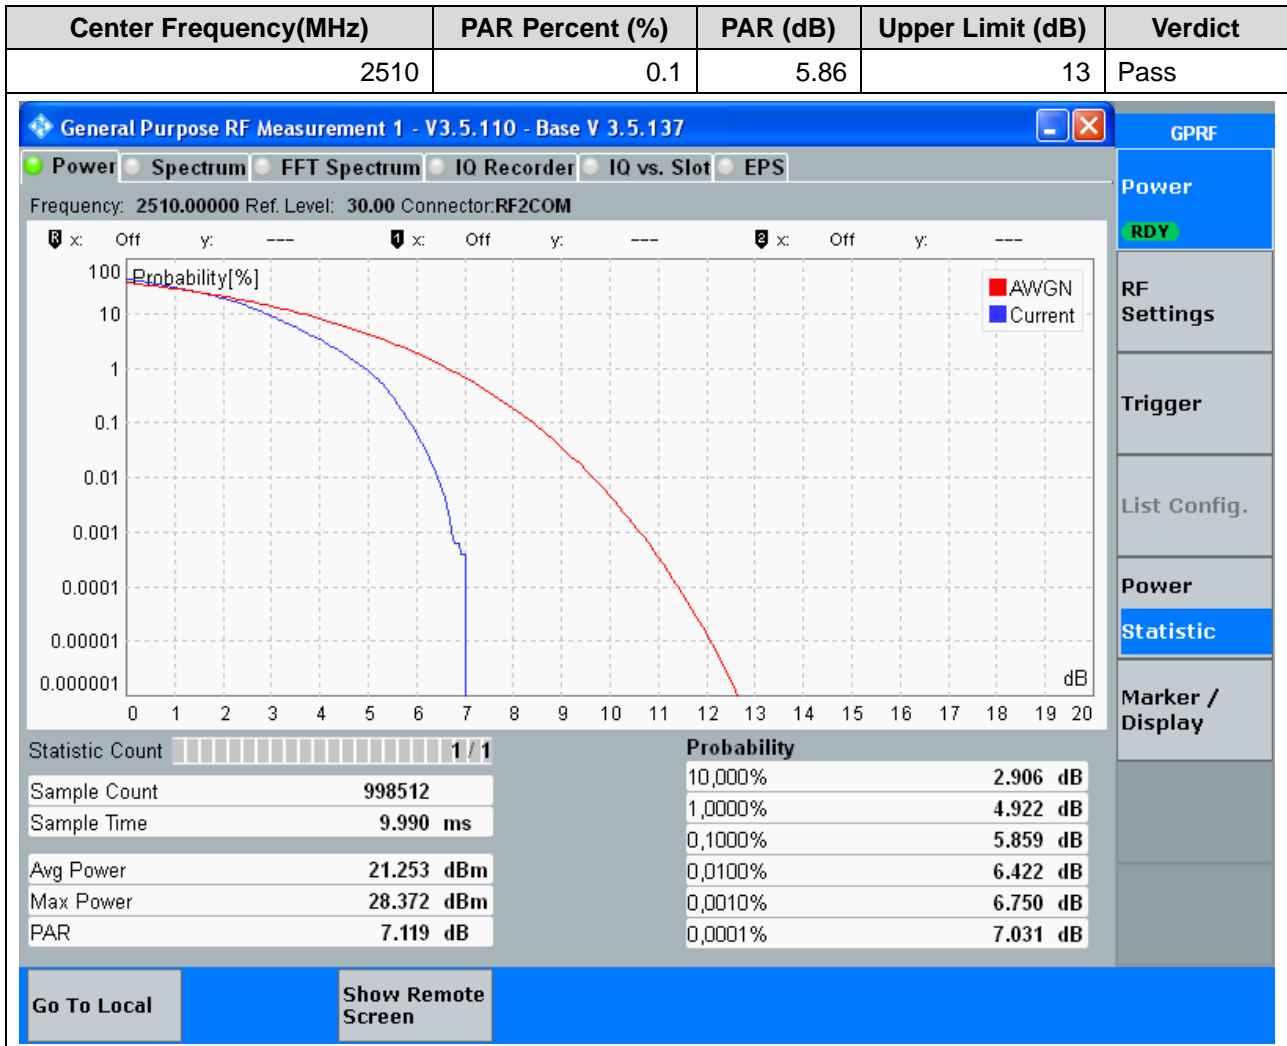 Center Frequency(MHz) PAR Percent (%) PAR (dB) Upper Limit (dB) Verdict
2510 0.1 5.86 13 Pass
General Purpose RF Measurement 1 - V3.5.110 - Base V 3.5.137
GPRF
Power Spectrum FFT Spectrum IQ Recorder IQ vs. Slot EPS
Frequency: 2510.00000 Ref. Level: 30.00 Connector:RF2COM
R x: Off y: --- 1 x: Off y: --- 2 x: Off y: ---
Probability[%]
AWGN
Current
100
10
1
0.1
0.01
0.001
0.0001
0.00001
0.000001
dB
0 1 2 3 4 5 6 7 8 9 10 11 12 13 14 15 16 17 18 19 20
Statistic Count 1 / 1
Sample Count 998512
Sample Time 9.990 ms
Avg Power 21.253 dBm
Max Power 28.372 dBm
PAR 7.119 dB
Probability
10,000% 2.906 dB
1,0000% 4.922 dB
0,1000% 5.859 dB
0,0100% 6.422 dB
0,0010% 6.750 dB
0,0001% 7.031 dB
Power
RDY
RF
Settings
Trigger
List Config.
Power
Statistic
Marker /
Display
Go To Local
Show Remote
Screen